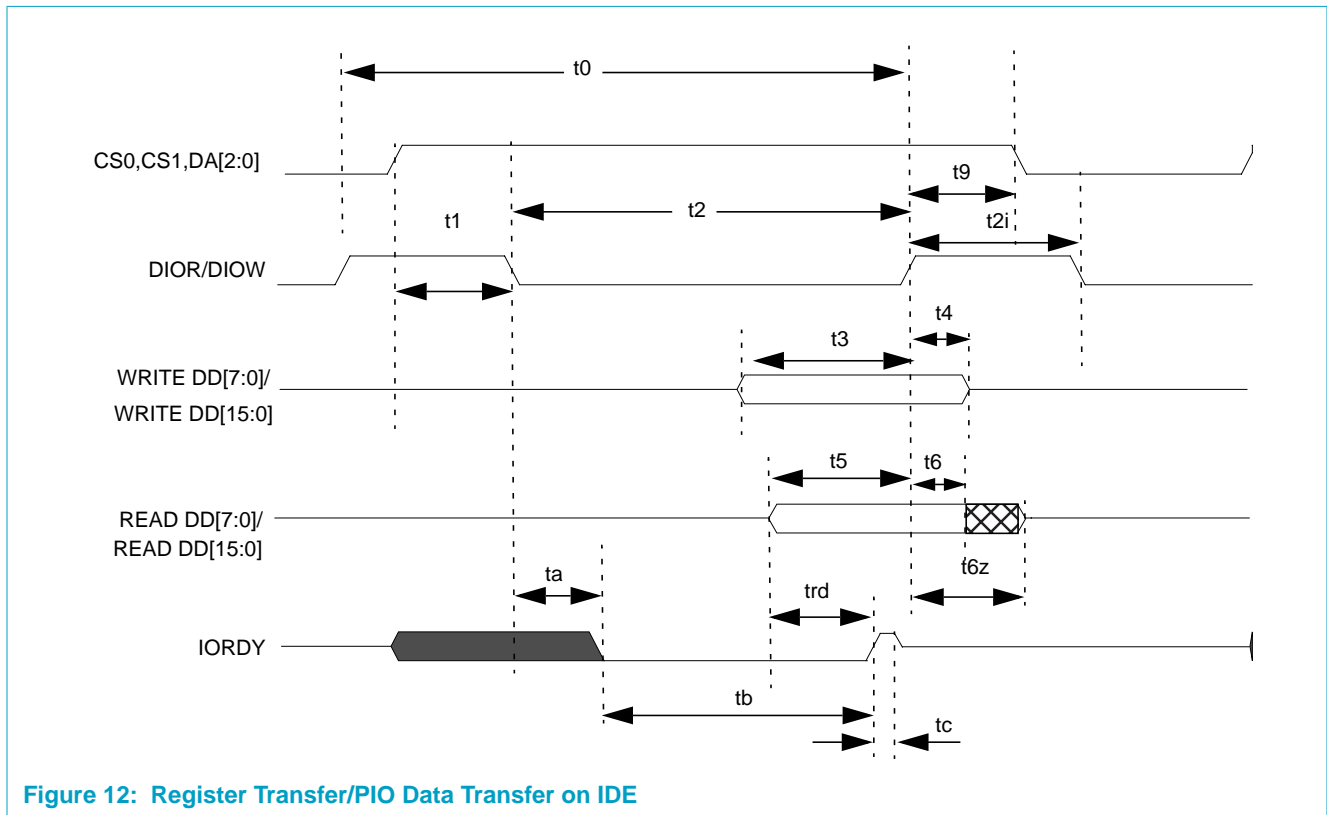 t0
CS0,CS1,DA[2:0]
t9
t1
t2
t2i
DIOR/DIOW
t4
t3
WRITE DD[7:0]/
WRITE DD[15:0]
t5
t6
READ DD[7:0]/
READ DD[15:0]
ta
trd
t6z
IORDY
tb
tc
Figure 12: Register Transfer/PIO Data Transfer on IDE